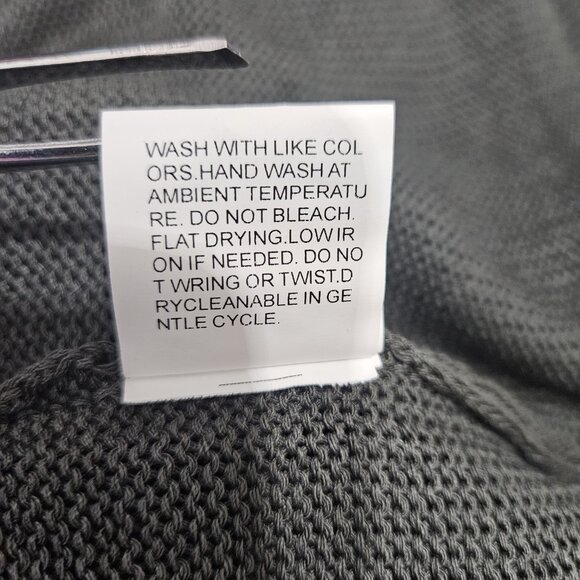 WASH WITH LIKE COL
ORS.HAND WASH AT
AMBIENT TEMPERATU
RE. DO NOT BLEACH.
FLAT DRYING.LOW IR
ON IF NEEDED. DO NO
T WRING OR TWIST.D
RYCLEANABLE IN GE
NTLE CYCLE.